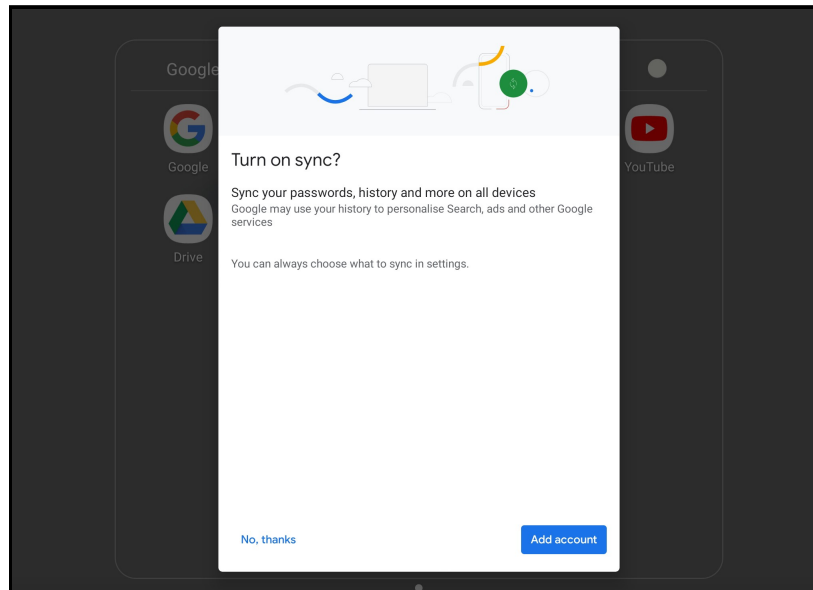 Google
Google
YouTube
Drive
Turn on sync?
Sync your passwords, history and more on all devices
Google may use your history to personalise Search, ads and other Google
services
You can always choose what to sync in settings.
No, thanks
Add account